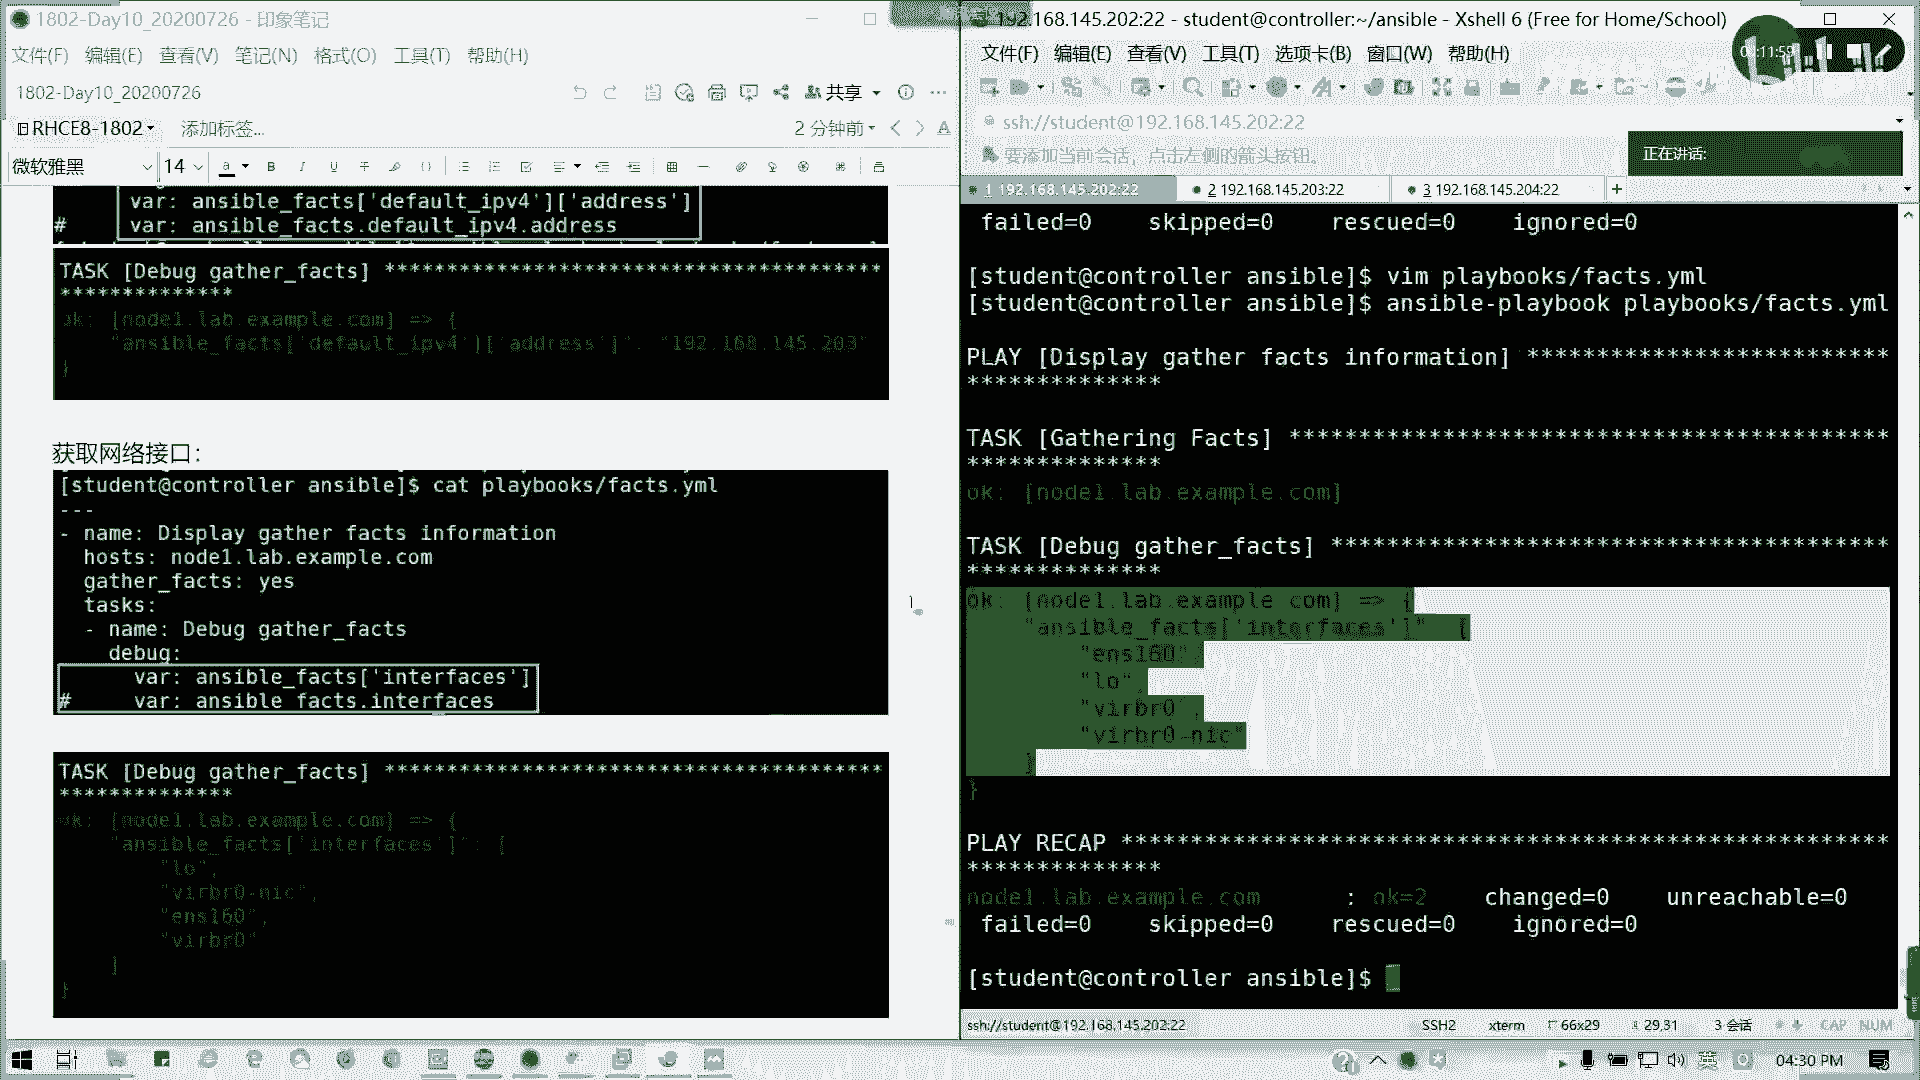 1802-Day10_20200726 - 印象笔记
文件(F) 编辑(E) 查看(V) 笔记(N) 格式(O) 工具(T) 帮助(H)
1802-Day10_20200726
共享
RHCE8-1802
添加标签...
2 分钟前
微软雅黑 14
var: ansible_facts['default_ipv4']['address']
# var: ansible_facts.default_ipv4.address
TASK [Debug gather_facts] ****************************************
**************
ok: [node1.lab.example.com] => {
"ansible_facts['default_ipv4']['address']": "192.168.145.203"
}
获取网络接口：
[student@controller ansible]$ cat playbooks/facts.yml
---
- name: Display gather facts information
hosts: node1.lab.example.com
gather_facts: yes
tasks:
- name: Debug gather_facts
debug:
var: ansible_facts['interfaces']
# var: ansible_facts.interfaces
TASK [Debug gather_facts] ****************************************
**************
ok: [node1.lab.example.com] => {
"ansible_facts['interfaces']": [
"lo",
"virbr0-nic",
"ens160",
"virbr0"
]
}
192.168.145.202:22 - student@controller:~/ansible - Xshell 6 (Free for Home/School)
文件(F) 编辑(E) 查看(V) 工具(T) 选项卡(B) 窗口(W) 帮助(H)
ssh://student@192.168.145.202:22
要添加当前会话，点击左侧的箭头按钮。
正在讲话:
1 192.168.145.202:22
2 192.168.145.203:22
3 192.168.145.204:22
failed=0 skipped=0 rescued=0 ignored=0
[student@controller ansible]$ vim playbooks/facts.yml
[student@controller ansible]$ ansible-playbook playbooks/facts.yml
PLAY [Display gather facts information] **************************
**************
TASK [Gathering Facts] *******************************************
**************
ok: [node1.lab.example.com]
TASK [Debug gather_facts] ****************************************
**************
ok: [node1.lab.example.com] => {
"ansible_facts['interfaces']": [
"ens160",
"lo",
"virbr0",
"virbr0-nic"
]
}
PLAY RECAP *******************************************************
**************
node1.lab.example.com : ok=2 changed=0 unreachable=0
failed=0 skipped=0 rescued=0 ignored=0
[student@controller ansible]$
ssh://student@192.168.145.202:22
SSH2 xterm 66x29 29,31 3 会话 CAP NUM
英
04:30 PM